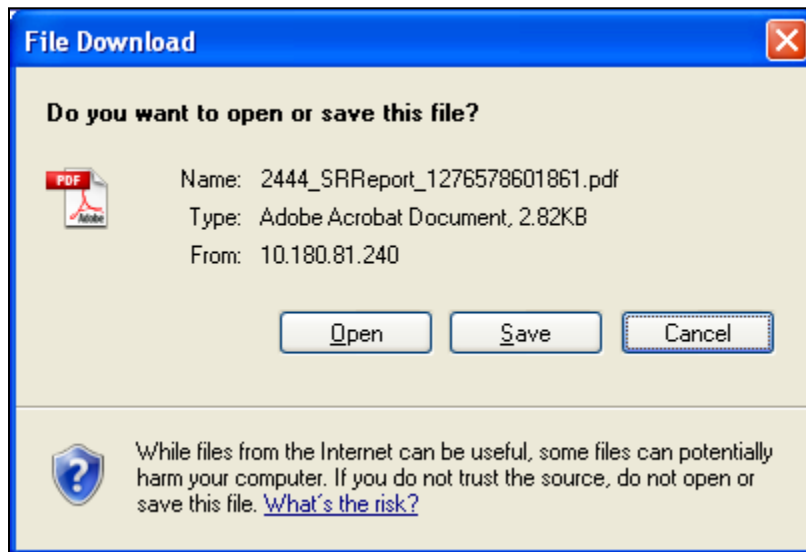 File Download
Do you want to open or save this file?
PDF
Adobe
Name: 2444_SRReport_1276578601861.pdf
Type: Adobe Acrobat Document, 2.82KB
From: 10.180.81.240
Open Save Cancel
While files from the Internet can be useful, some files can potentially
harm your computer. If you do not trust the source, do not open or
save this file. What's the risk?